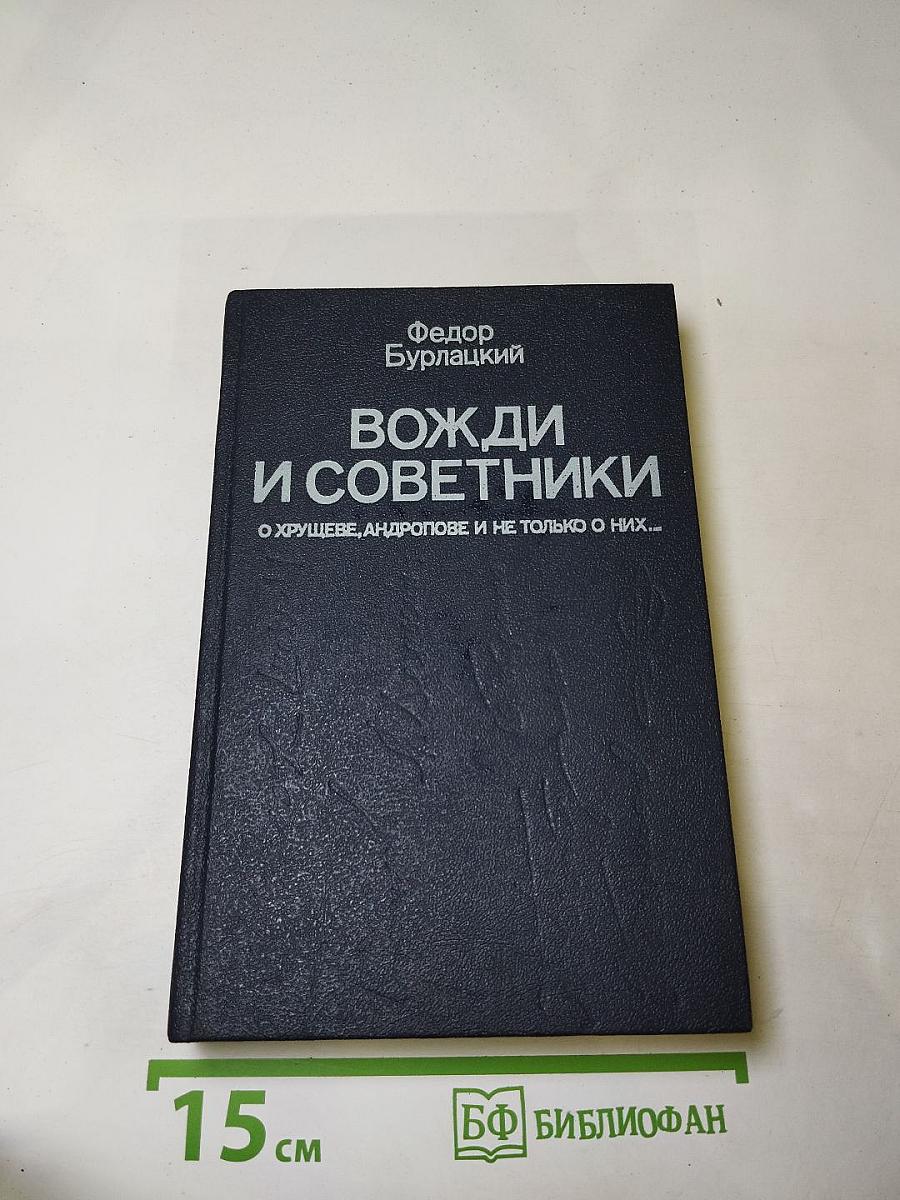 Федор
Бурлацкий
ВОЖДИ
И СОВЕТНИКИ
О ХРУЩЕВЕ, АНДРОПОВЕ И НЕ ТОЛЬКО О НИХ...
15 см
БФ БИБЛИОФАН